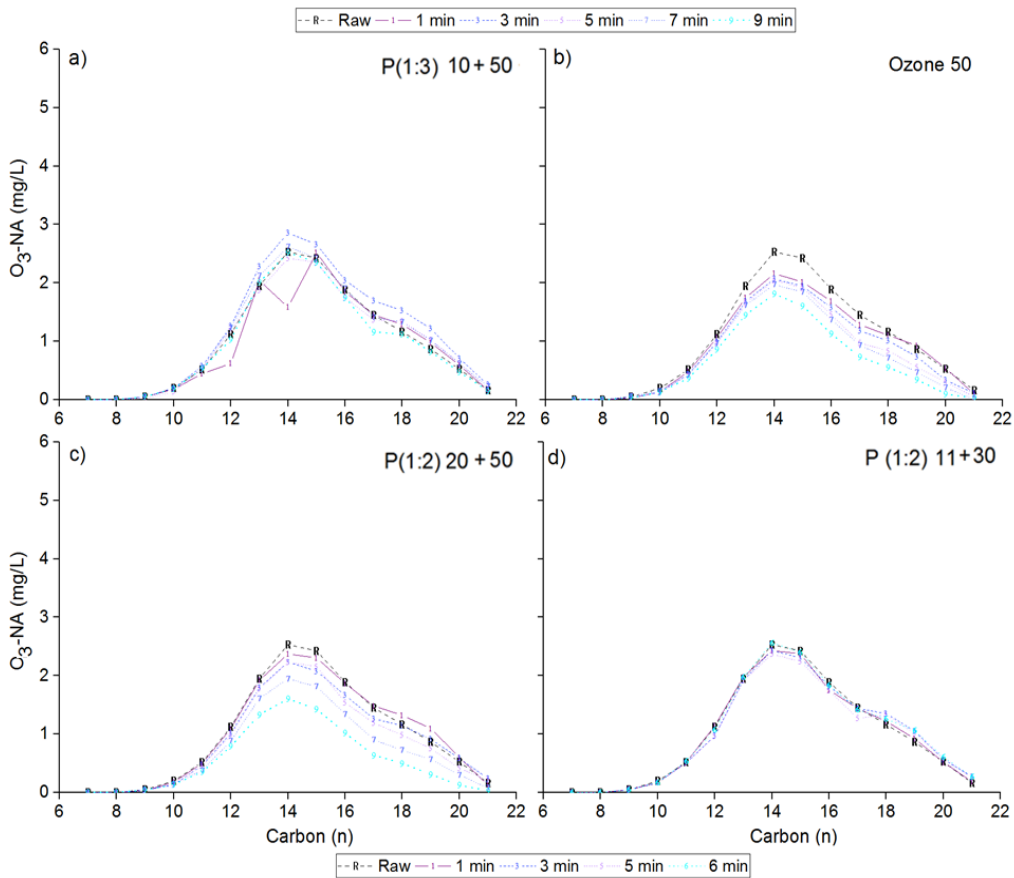 R Raw 1 1 min 3 3 min 5 5 min 7 7 min 9 9 min
a) P(1:3) 10+50
b) Ozone 50
O3-NA (mg/L)
6
5
4
3
2
1
0
6 8 10 12 14 16 18 20 22
6 8 10 12 14 16 18 20 22
c) P(1:2) 20+50
d) P (1:2) 11+30
O3-NA (mg/L)
6
5
4
3
2
1
0
6 8 10 12 14 16 18 20 22
6 8 10 12 14 16 18 20 22
Carbon (n)
Carbon (n)
R Raw 1 1 min 3 3 min 5 5 min 6 6 min